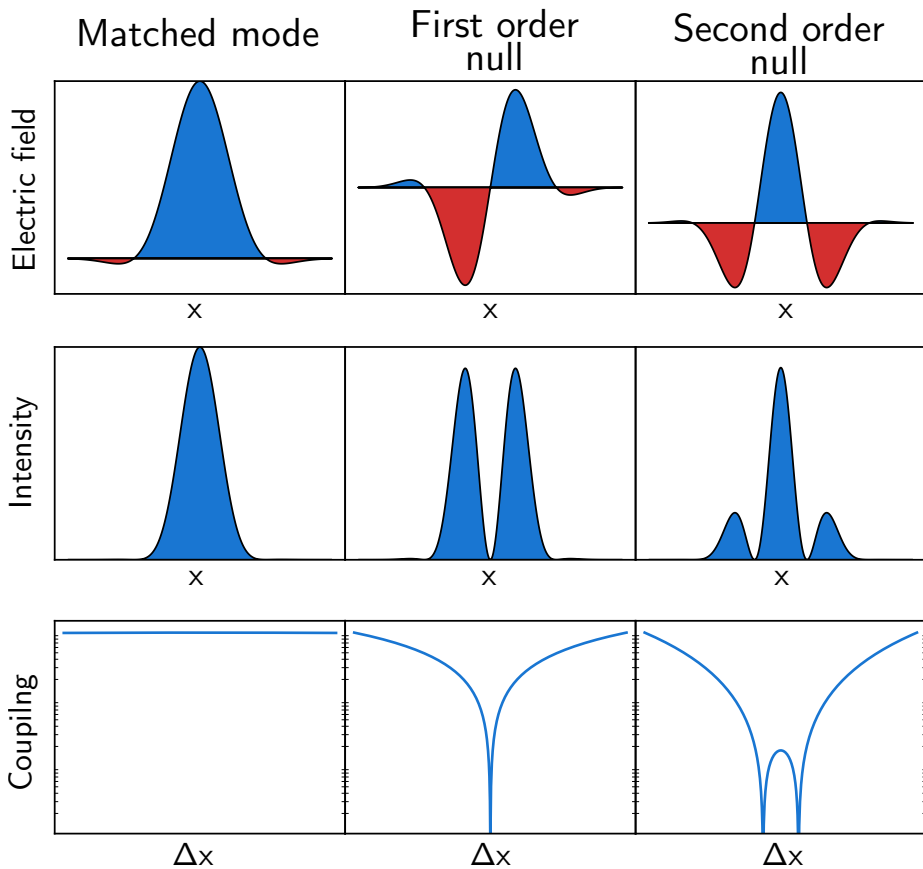 Matched mode
First order
null
Second order
null
Electric field
x
x
x
Intensity
x
x
x
Coupilng
Δx
Δx
Δx